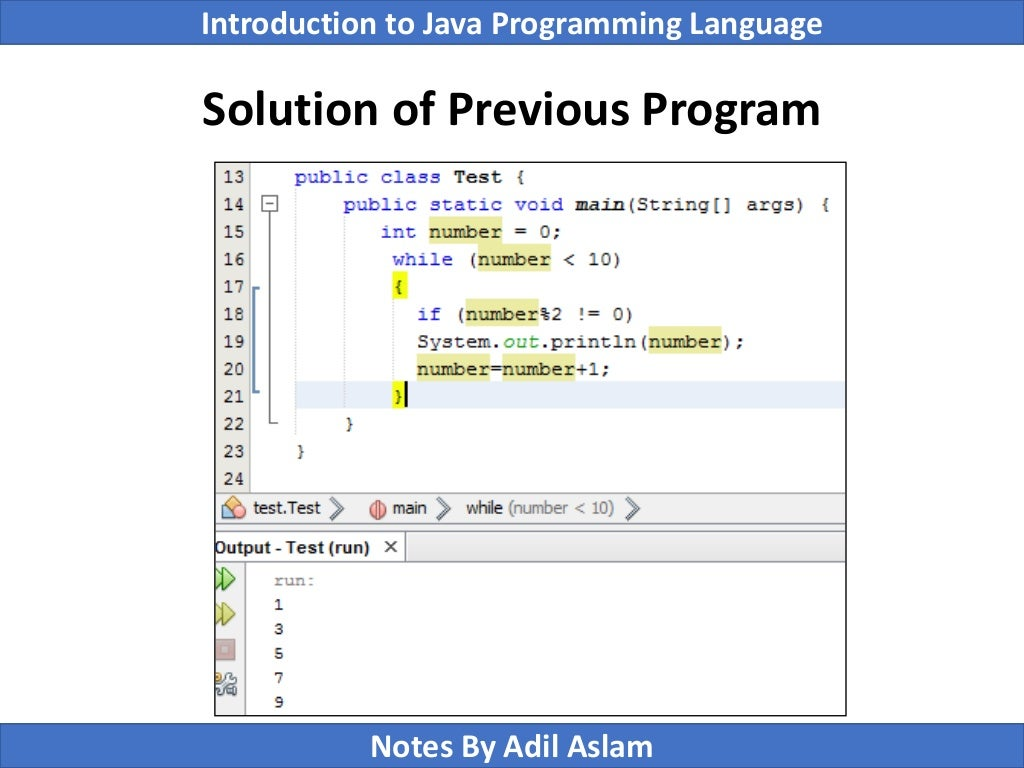 Introduction to Java Programming Language
Solution of Previous Program
13 public class Test {
14 public static void main(String[] args) {
15 int number = 0;
16 while (number < 10)
17 {
18 if (number%2 != 0)
19 System.out.println(number);
20 number=number+1;
21 }
22 }
23 }
24
test.Test main while (number < 10)
Output - Test (run)
run:
1
3
5
7
9
Notes By Adil Aslam